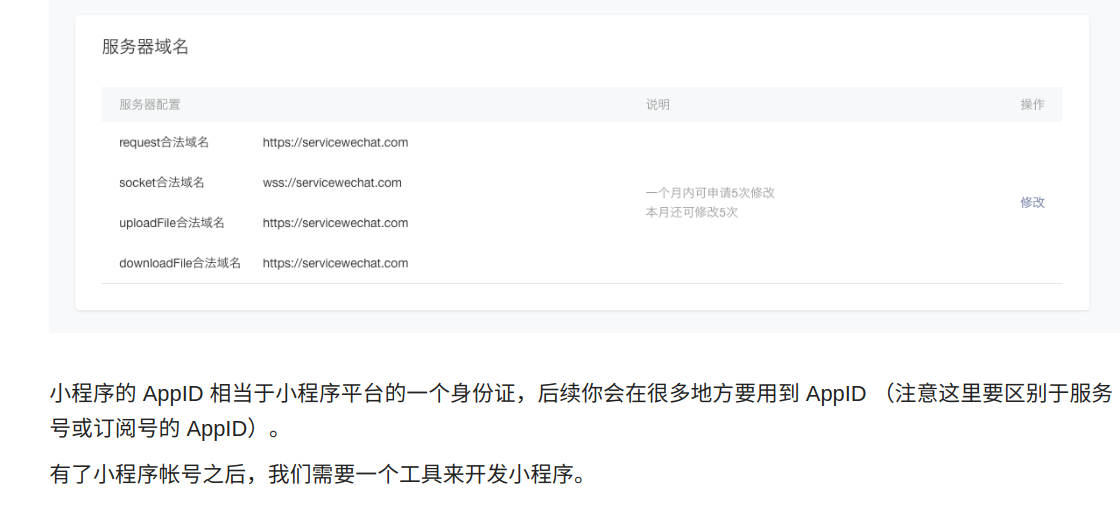 服务器域名
服务器配置 说明 操作
request合法域名 https://servicewechat.com
socket合法域名 wss://servicewechat.com
一个月内可申请5次修改
本月还可修改5次 修改
uploadFile合法域名 https://servicewechat.com
downloadFile合法域名 https://servicewechat.com
小程序的 AppID 相当于小程序平台的一个身份证，后续你会在很多地方要用到 AppID （注意这里要区别于服务
号或订阅号的 AppID）。
有了小程序帐号之后，我们需要一个工具来开发小程序。